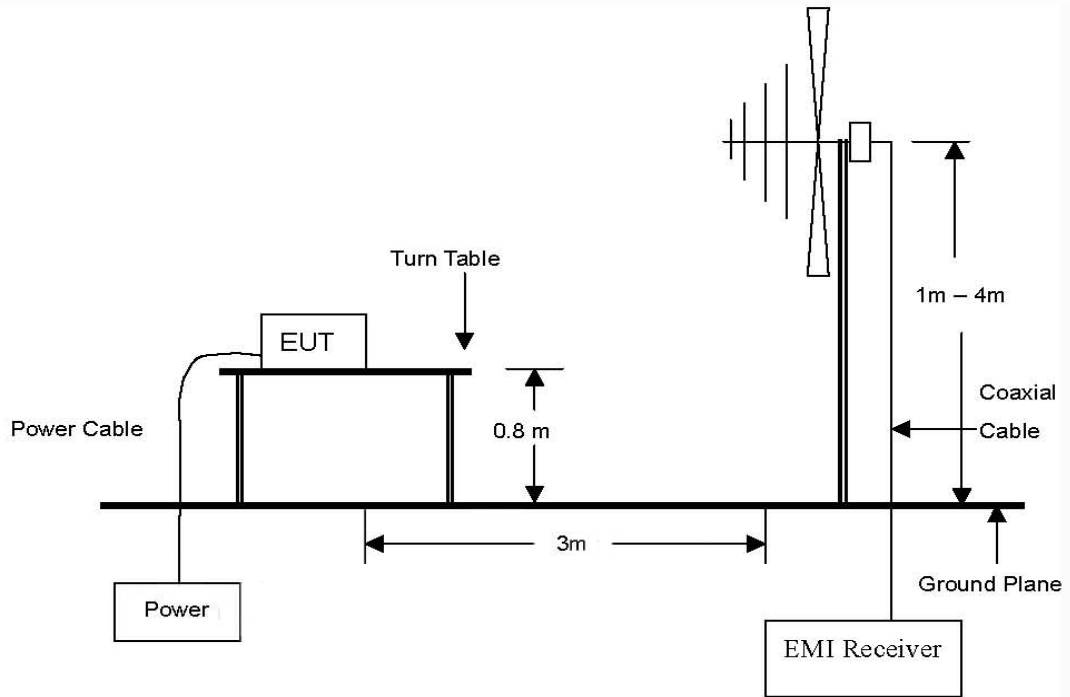 Turn Table
1m – 4m
EUT
Coaxial
Cable
Power Cable
0.8 m
3m
Ground Plane
Power
EMI Receiver